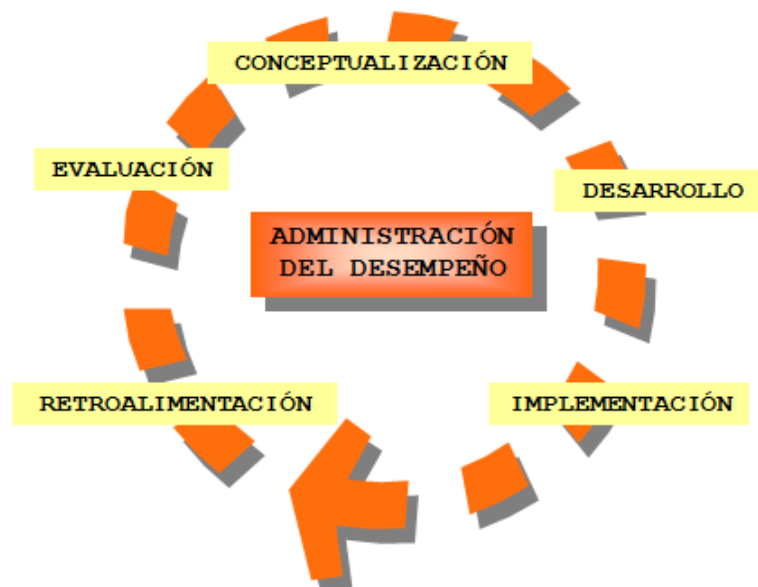 CONCEPTUALIZACIÓN
EVALUACIÓN
DESARROLLO
ADMINISTRACIÓN
DEL DESEMPEÑO
RETROALIMENTACIÓN
IMPLEMENTACIÓN